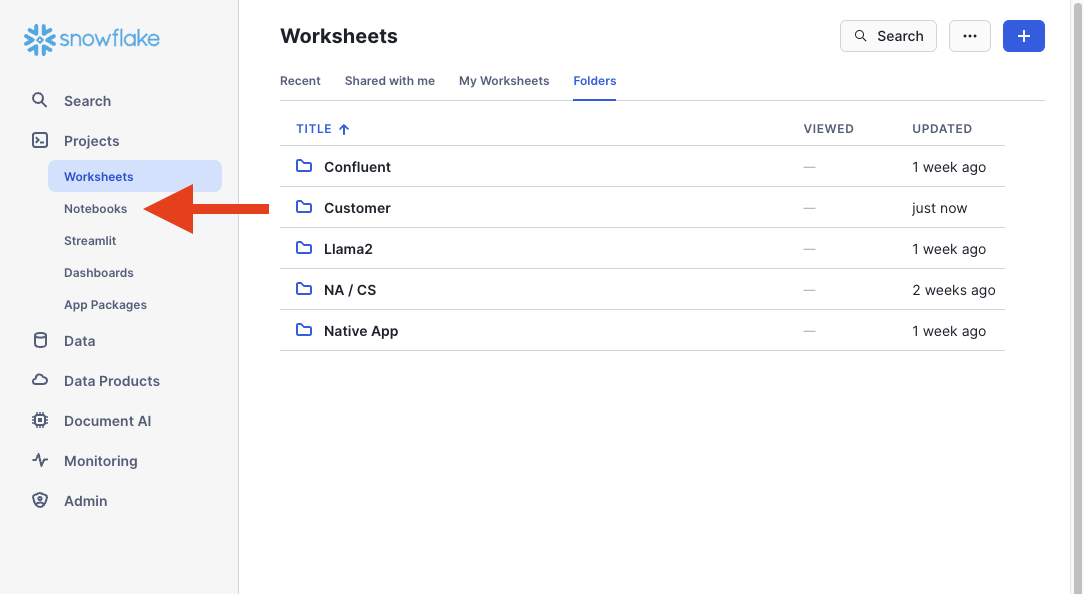 snowflake
Search
Projects
Worksheets
Notebooks
Streamlit
Dashboards
App Packages
Data
Data Products
Document AI
Monitoring
Admin
Worksheets
Search
Recent Shared with me My Worksheets Folders
TITLE VIEWED UPDATED
Confluent — 1 week ago
Customer — just now
Llama2 — 1 week ago
NA / CS — 2 weeks ago
Native App — 1 week ago